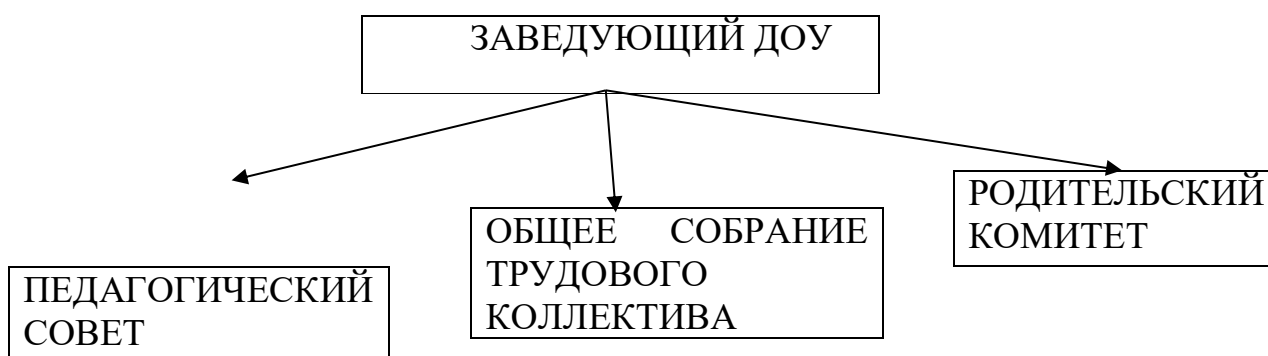 ЗАВЕДУЮЩИЙ ДОУ
ПЕДАГОГИЧЕСКИЙ
СОВЕТ
ОБЩЕЕ СОБРАНИЕ
ТРУДОВОГО
КОЛЛЕКТИВА
РОДИТЕЛЬСКИЙ
КОМИТЕТ